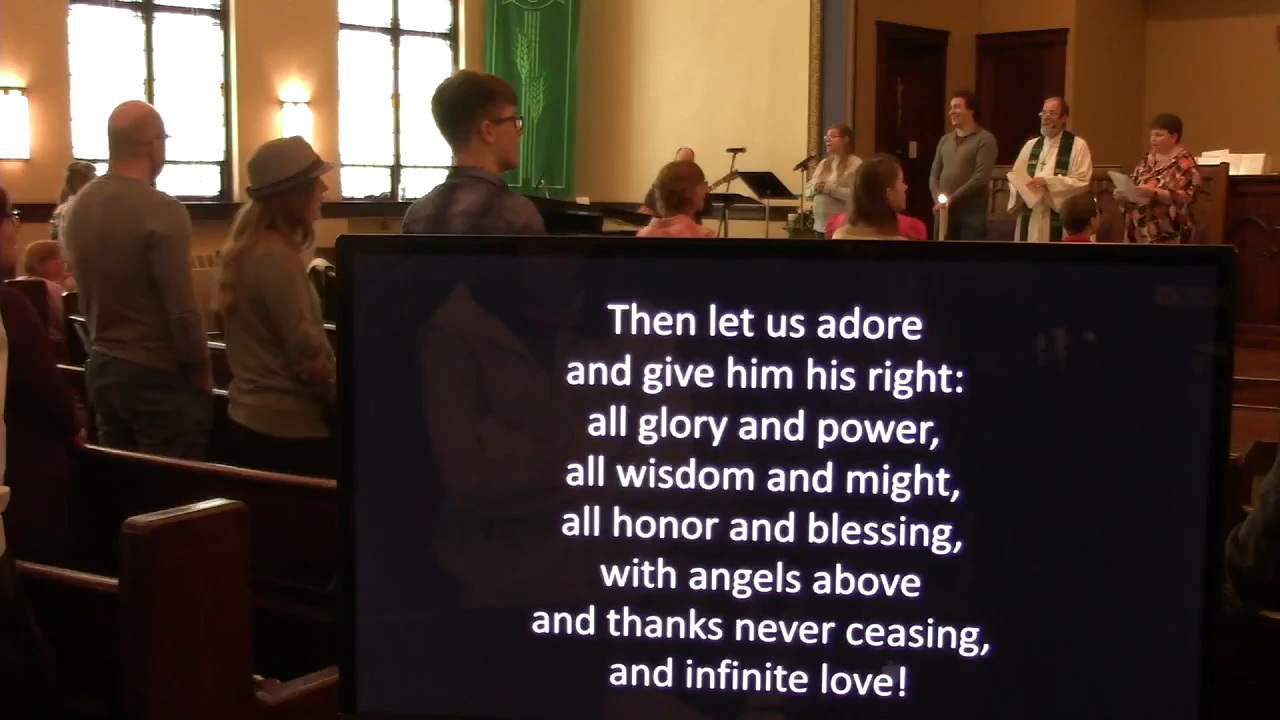 Then let us adore
and give him his right:
all glory and power,
all wisdom and might,
all honor and blessing,
with angels above
and thanks never ceasing,
and infinite love!